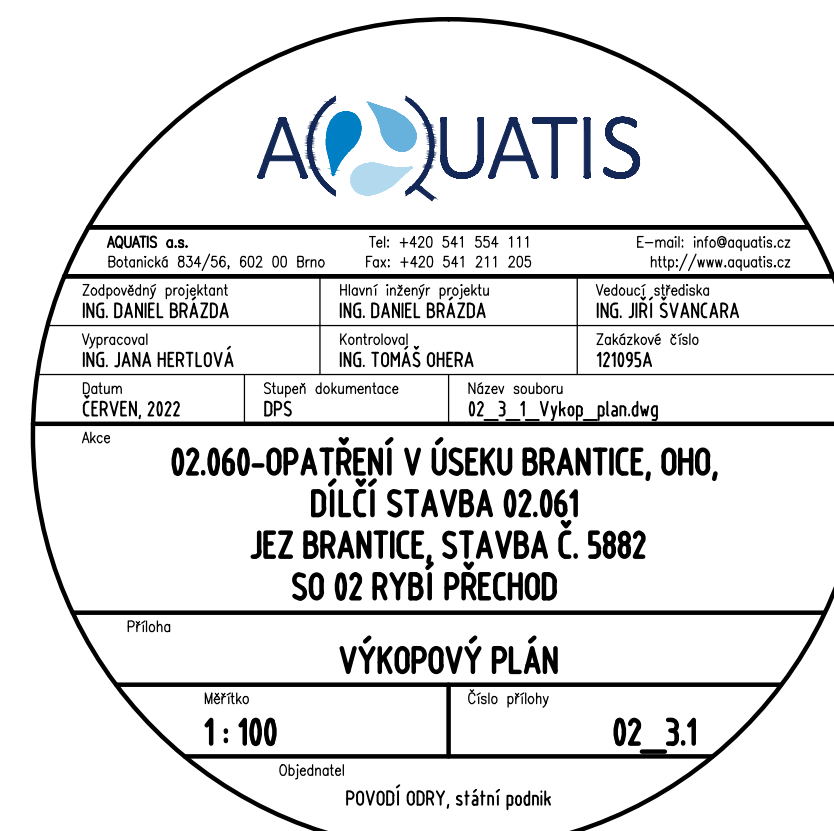 AQUATIS
AQUATIS a.s. Tel: +420 541 554 111 E-mail: info@aquatis.cz
Botanická 834/56, 602 00 Brno Fax: +420 541 211 205 http://www.aquatis.cz
Zodpovědný projektant Hlavní inženýr projektu Vedoucí střediska
ING. DANIEL BRÁZDA ING. DANIEL BRÁZDA ING. JIŘÍ ŠVANCARA
Vypracoval Kontroloval Zakázkové číslo
ING. JANA HERTLOVÁ ING. TOMÁŠ OHERA 121095A
Datum Stupeň dokumentace Název souboru
ČERVEN, 2022 DPS 02_3_1_Vykop_plan.dwg
Akce
02.060-OPATŘENÍ V ÚSEKU BRANTICE, OHO,
DÍLČÍ STAVBA 02.061
JEZ BRANTICE, STAVBA Č. 5882
SO 02 RYBÍ PŘECHOD
Příloha
VÝKOPOVÝ PLÁN
Měřítko Číslo přílohy
1 : 100 02_3.1
Objednatel
POVODÍ ODRY, státní podnik